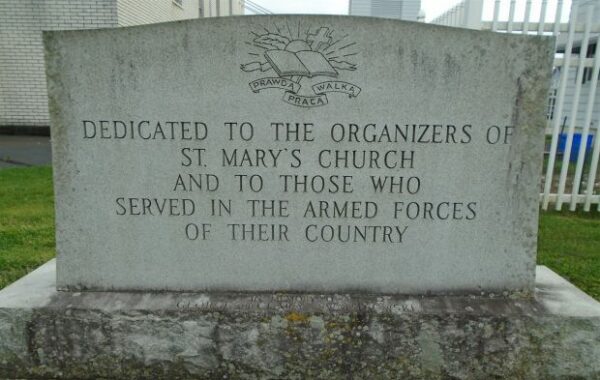 PRAWDA WALKA
PRACA
DEDICATED TO THE ORGANIZERS OF
ST. MARY'S CHURCH
AND TO THOSE WHO
SERVED IN THE ARMED FORCES
OF THEIR COUNTRY